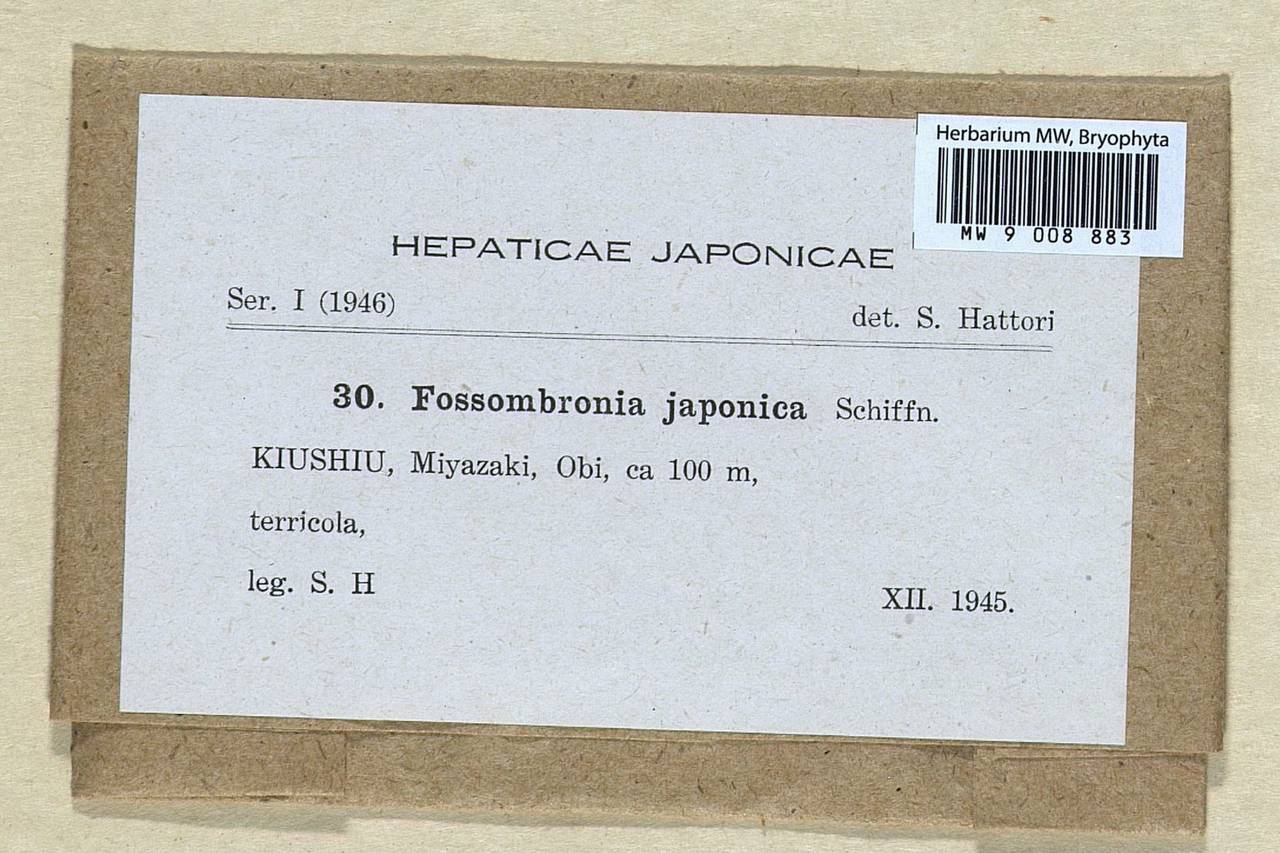 Herbarium MW, Bryophyta
MW 9 008 883
HEPATICAE JAPONICAE
Ser. I (1946) det. S. Hattori
30. Fossombronia japonica Schiffn.
KIUSHIU, Miyazaki, Obi, ca 100 m,
terricola,
leg. S. H XII. 1945.